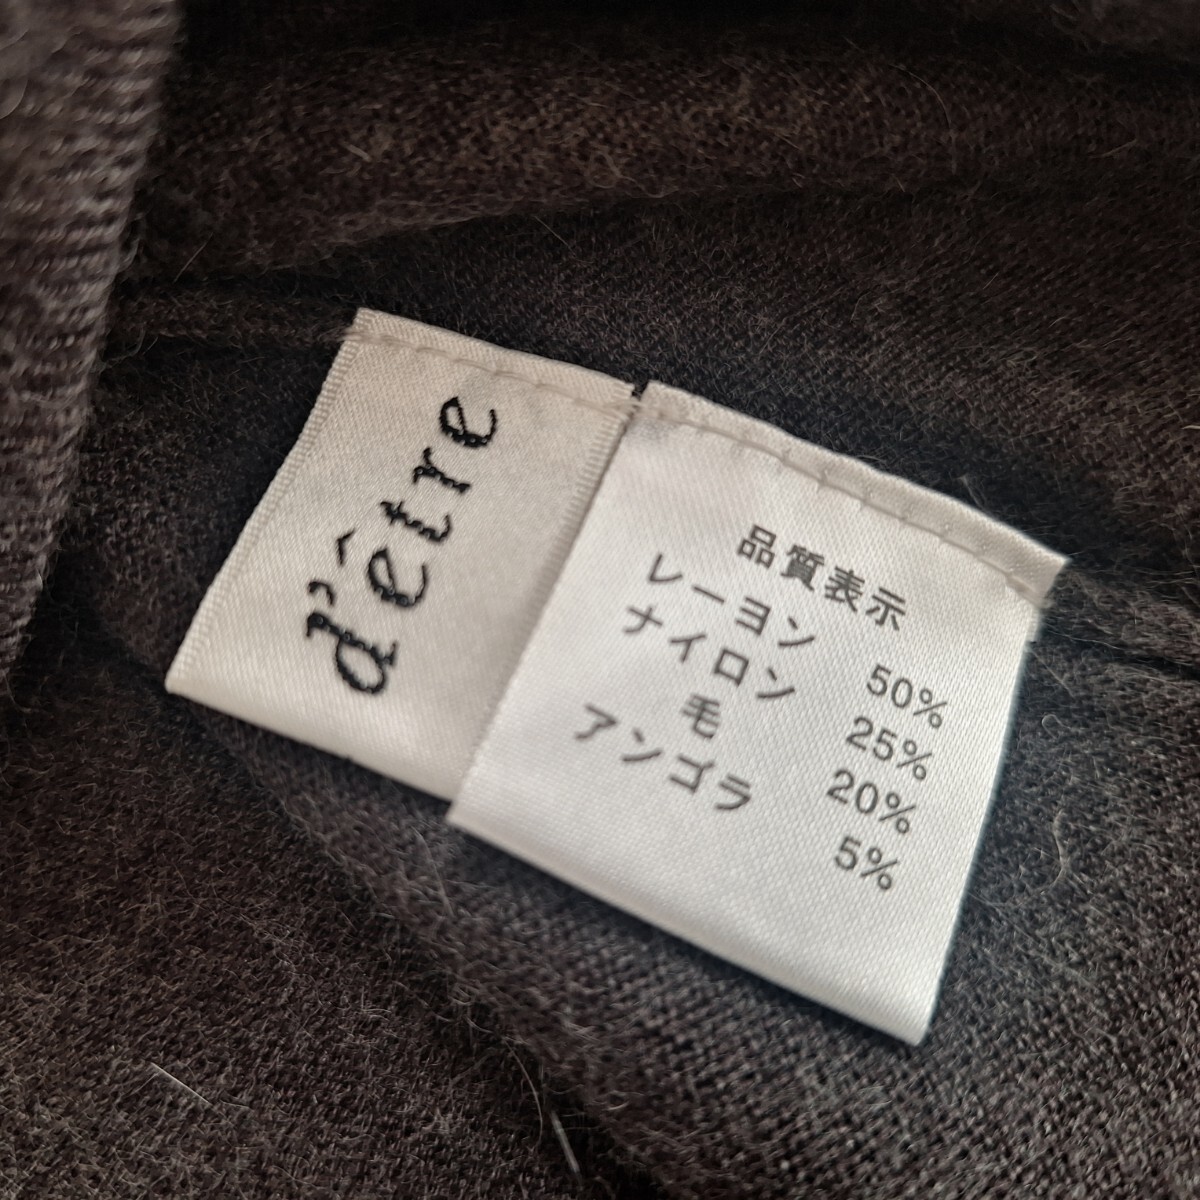 d'être
品質表示
レーヨン 50%
ナイロン 25%
毛 20%
アンゴラ 5%